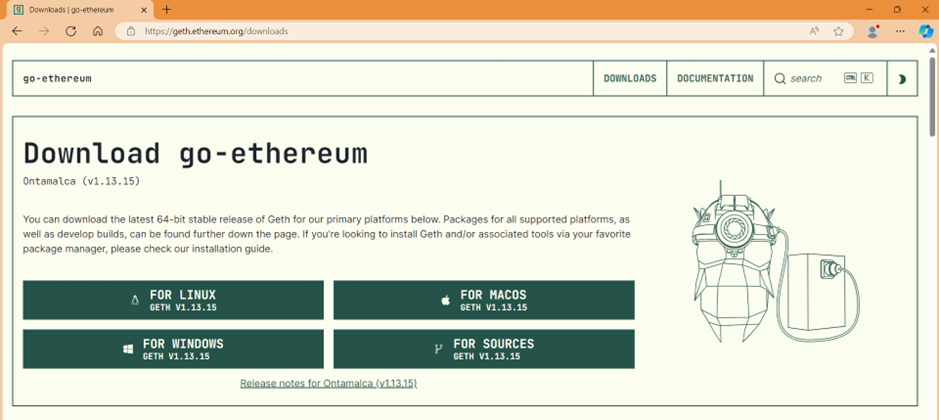 Downloads | go-ethereum
https://geth.ethereum.org/downloads
go-ethereum
DOWNLOADS
DOCUMENTATION
search
CTRL K
Download go-ethereum
Ontamalca (v1.13.15)
You can download the latest 64-bit stable release of Geth for our primary platforms below. Packages for all supported platforms, as
well as develop builds, can be found further down the page. If you're looking to install Geth and/or associated tools via your favorite
package manager, please check our installation guide.
FOR LINUX
GETH V1.13.15
FOR MACOS
GETH V1.13.15
FOR WINDOWS
GETH V1.13.15
FOR SOURCES
GETH V1.13.15
Release notes for Ontamalca (v1.13.15)